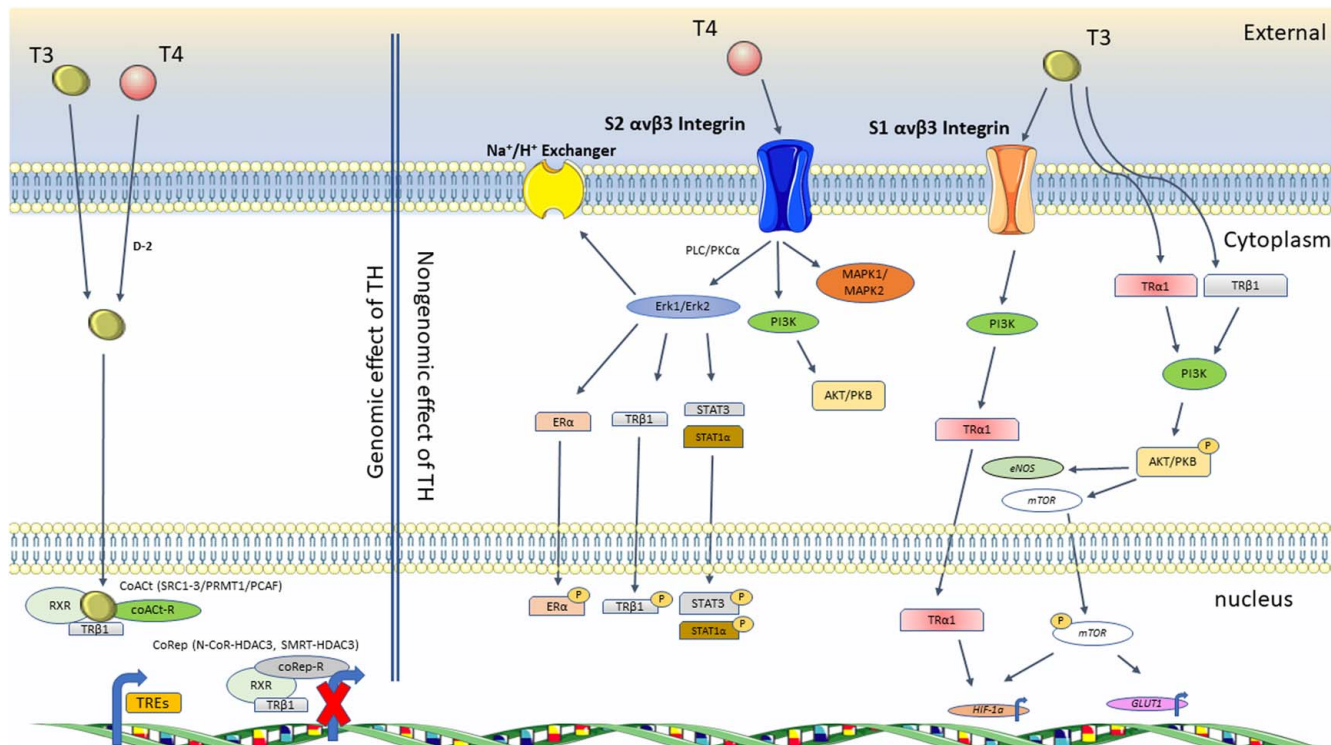 T3
T4
T4
T3
External
S2 αvβ3 Integrin
S1 αvβ3 Integrin
Na⁺/H⁺ Exchanger
D-2
Genomic effect of TH
Nongenomic effect of TH
Cytoplasm
PLC/PKCα
MAPK1/
MAPK2
Erk1/Erk2
PI3K
PI3K
TRα1
TRβ1
PI3K
AKT/PKB
ERα
TRβ1
STAT3
STAT1α
TRα1
AKT/PKB
P
eNOS
mTOR
CoACt (SRC1-3/PRMT1/PCAF)
RXR
coACt-R
TRβ1
ERα
P
TRβ1
P
STAT3
P
STAT1α
P
TRα1
P
mTOR
nucleus
CoRep (N-CoR-HDAC3, SMRT-HDAC3)
coRep-R
RXR
TRβ1
TREs
HIF-1α
GLUT1